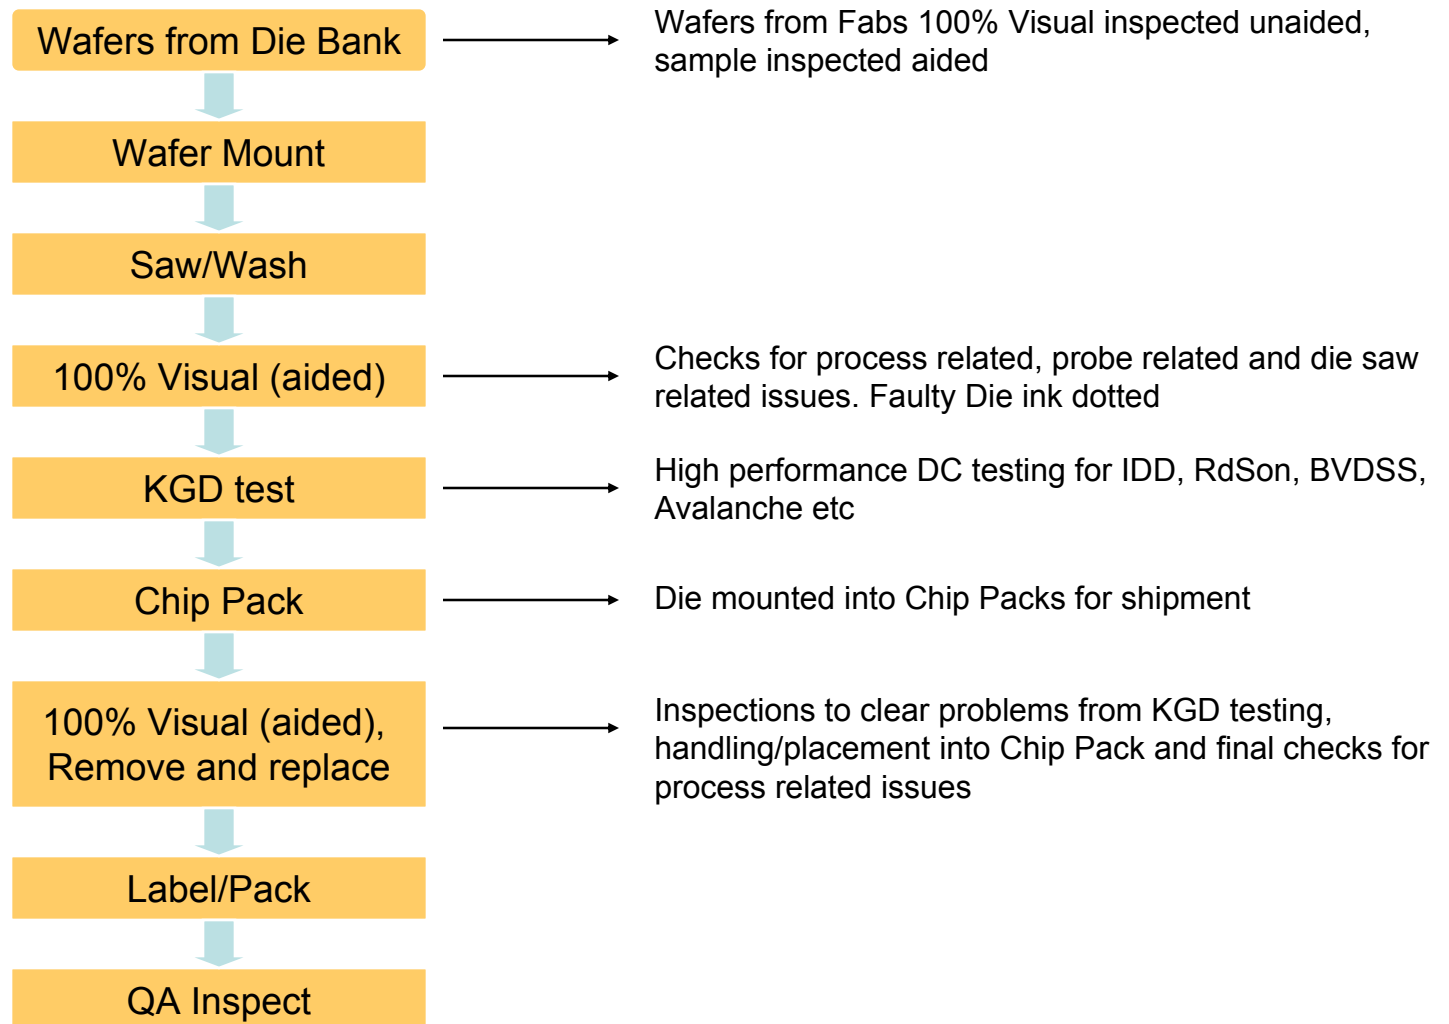 Wafers from Die Bank
Wafers from Fabs 100% Visual inspected unaided,
sample inspected aided
Wafer Mount
Saw/Wash
100% Visual (aided)
Checks for process related, probe related and die saw
related issues. Faulty Die ink dotted
KGD test
High performance DC testing for IDD, RdSon, BVDSS,
Avalanche etc
Chip Pack
Die mounted into Chip Packs for shipment
100% Visual (aided),
Remove and replace
Inspections to clear problems from KGD testing,
handling/placement into Chip Pack and final checks for
process related issues
Label/Pack
QA Inspect